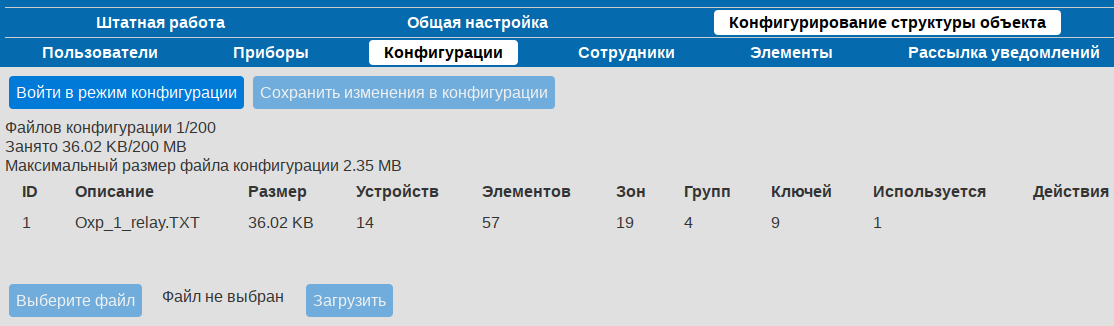 Штатная работа Общая настройка Конфигурирование структуры объекта
Пользователи Приборы Конфигурации Сотрудники Элементы Рассылка уведомлений
Войти в режим конфигурации Сохранить изменения в конфигурации
Файлов конфигурации 1/200
Занято 36.02 KB/200 MB
Максимальный размер файла конфигурации 2.35 MB
ID Описание Размер Устройств Элементов Зон Групп Ключей Используется Действия
1 Oxp_1_relay.TXT 36.02 KB 14 57 19 4 9 1
Выберите файл Файл не выбран Загрузить